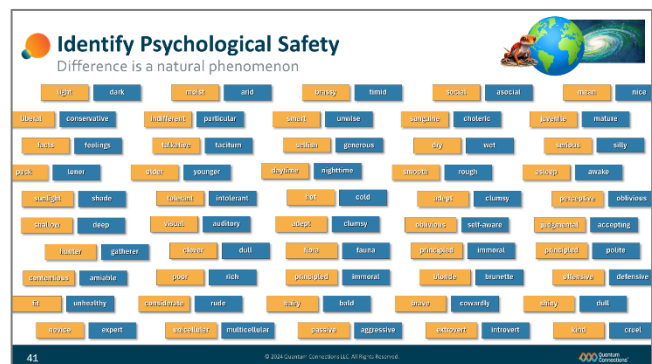 Identify Psychological Safety
Difference is a natural phenomenon
light dark moist arid brassy timid social asocial mean nice
liberal conservative indifferent particular smart unwise sanguine choleric juvenile mature
facts feelings talkative taciturn selfish generous dry wet serious silly
pack loner older younger daytime nighttime smooth rough asleep awake
sunlight shade tolerant intolerant hot cold adept clumsy perceptive oblivious
shallow deep visual auditory adept clumsy oblivious self-aware judgmental accepting
hunter gatherer clever dull flora fauna principled immoral principled polite
contentious amiable poor rich principled immoral blonde brunette offensive defensive
fit unhealthy considerate rude hairy bald brave cowardly shiny dull
novice expert unicellular multicellular passive aggressive extrovert introvert kind cruel
41 © 2024 Quantum Connections LLC. All Rights Reserved. Quantum
Connections